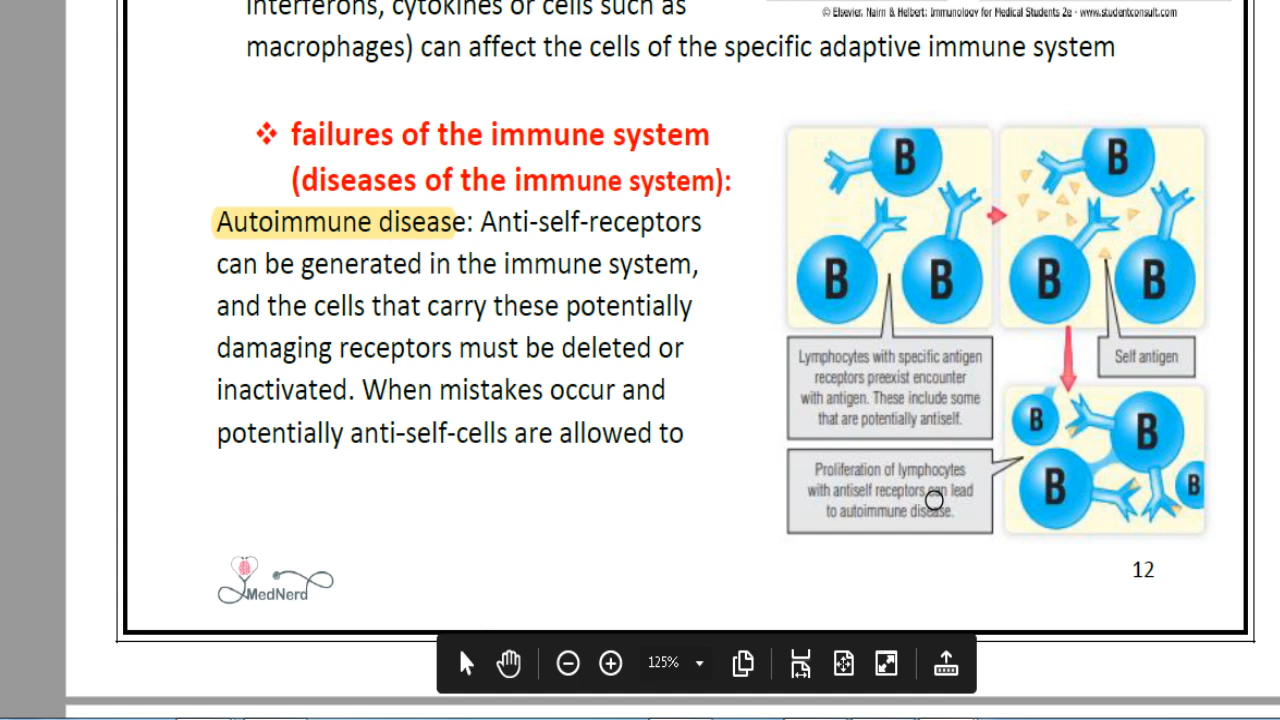 interferons, cytokines or cells such as
© Elsevier. Nairn & Helbert: Immunology for Medical Students 2e - www.studentconsult.com
macrophages) can affect the cells of the specific adaptive immune system
❖ failures of the immune system
(diseases of the immune system):
Autoimmune disease: Anti-self-receptors
can be generated in the immune system,
and the cells that carry these potentially
damaging receptors must be deleted or
inactivated. When mistakes occur and
potentially anti-self-cells are allowed to
B
B
B
B
B
B
Lymphocytes with specific antigen
receptors preexist encounter
with antigen. These include some
that are potentially antiself.
Self antigen
B
B
B
B
Proliferation of lymphocytes
with antiself receptors can lead
to autoimmune disease.
MedNerd
12
125%